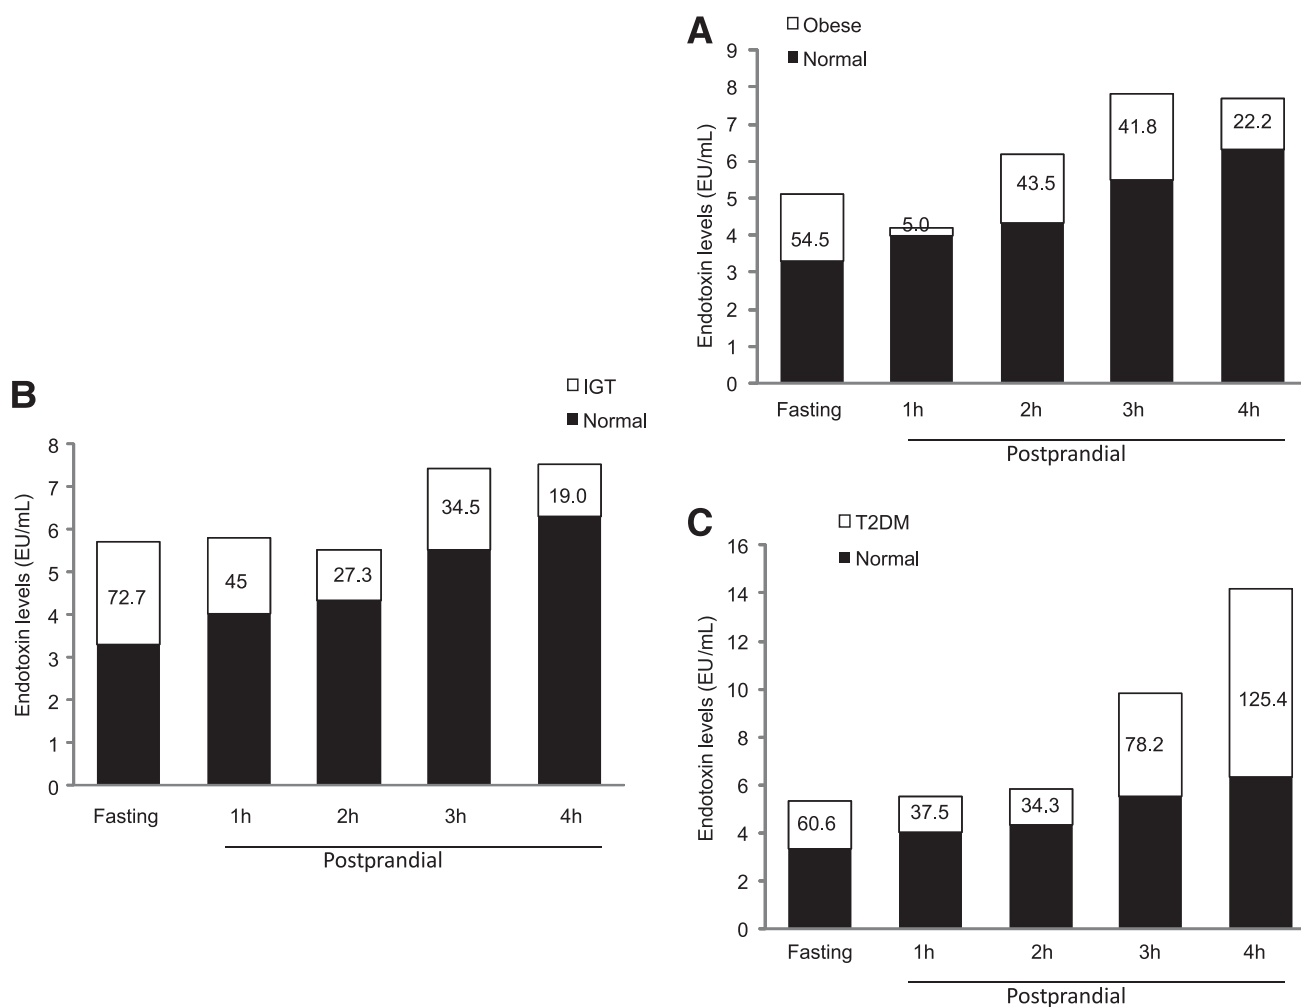 A
Obese
Normal
Endotoxin levels (EU/mL)
9
8
7
6
5
4
3
2
1
0
54.5
5.0
43.5
41.8
22.2
Fasting 1h 2h 3h 4h
Postprandial
B
IGT
Normal
Endotoxin levels (EU/mL)
8
7
6
5
4
3
2
1
0
72.7
45
27.3
34.5
19.0
Fasting 1h 2h 3h 4h
Postprandial
C
T2DM
Normal
Endotoxin levels (EU/mL)
16
14
12
10
8
6
4
2
0
60.6
37.5
34.3
78.2
125.4
Fasting 1h 2h 3h 4h
Postprandial